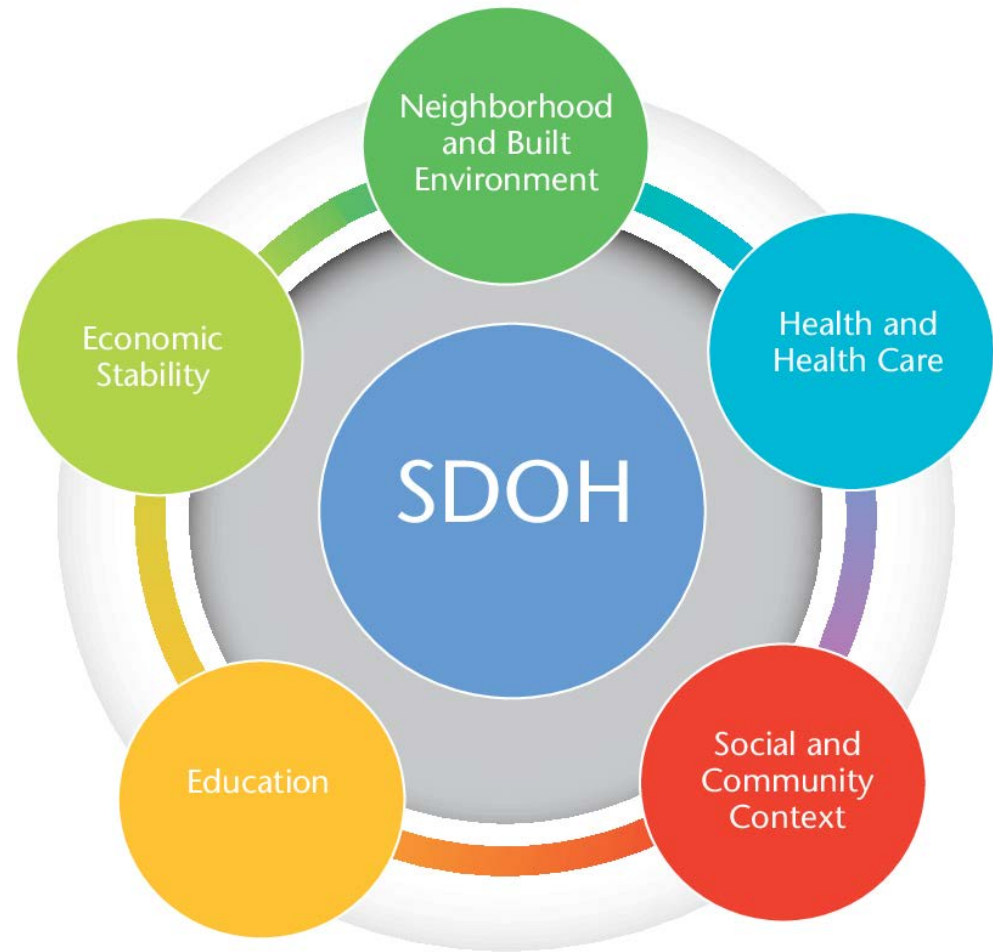 Neighborhood
and Built
Environment
Health and
Health Care
Social and
Community
Context
Education
Economic
Stability
SDOH